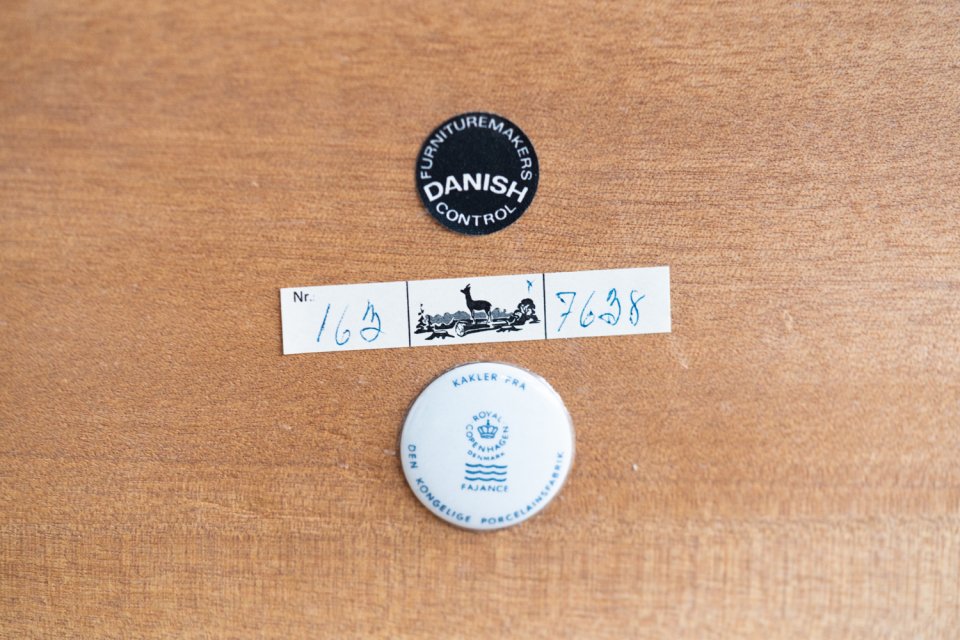 FURNITUREMAKERS
DANISH
CONTROL
Nr. 163
7638
KAKLER FRA
ROYAL
COPENHAGEN
DENMARK
FAJANCE
DEN KONGELIGE PORCELAINSFABRIK